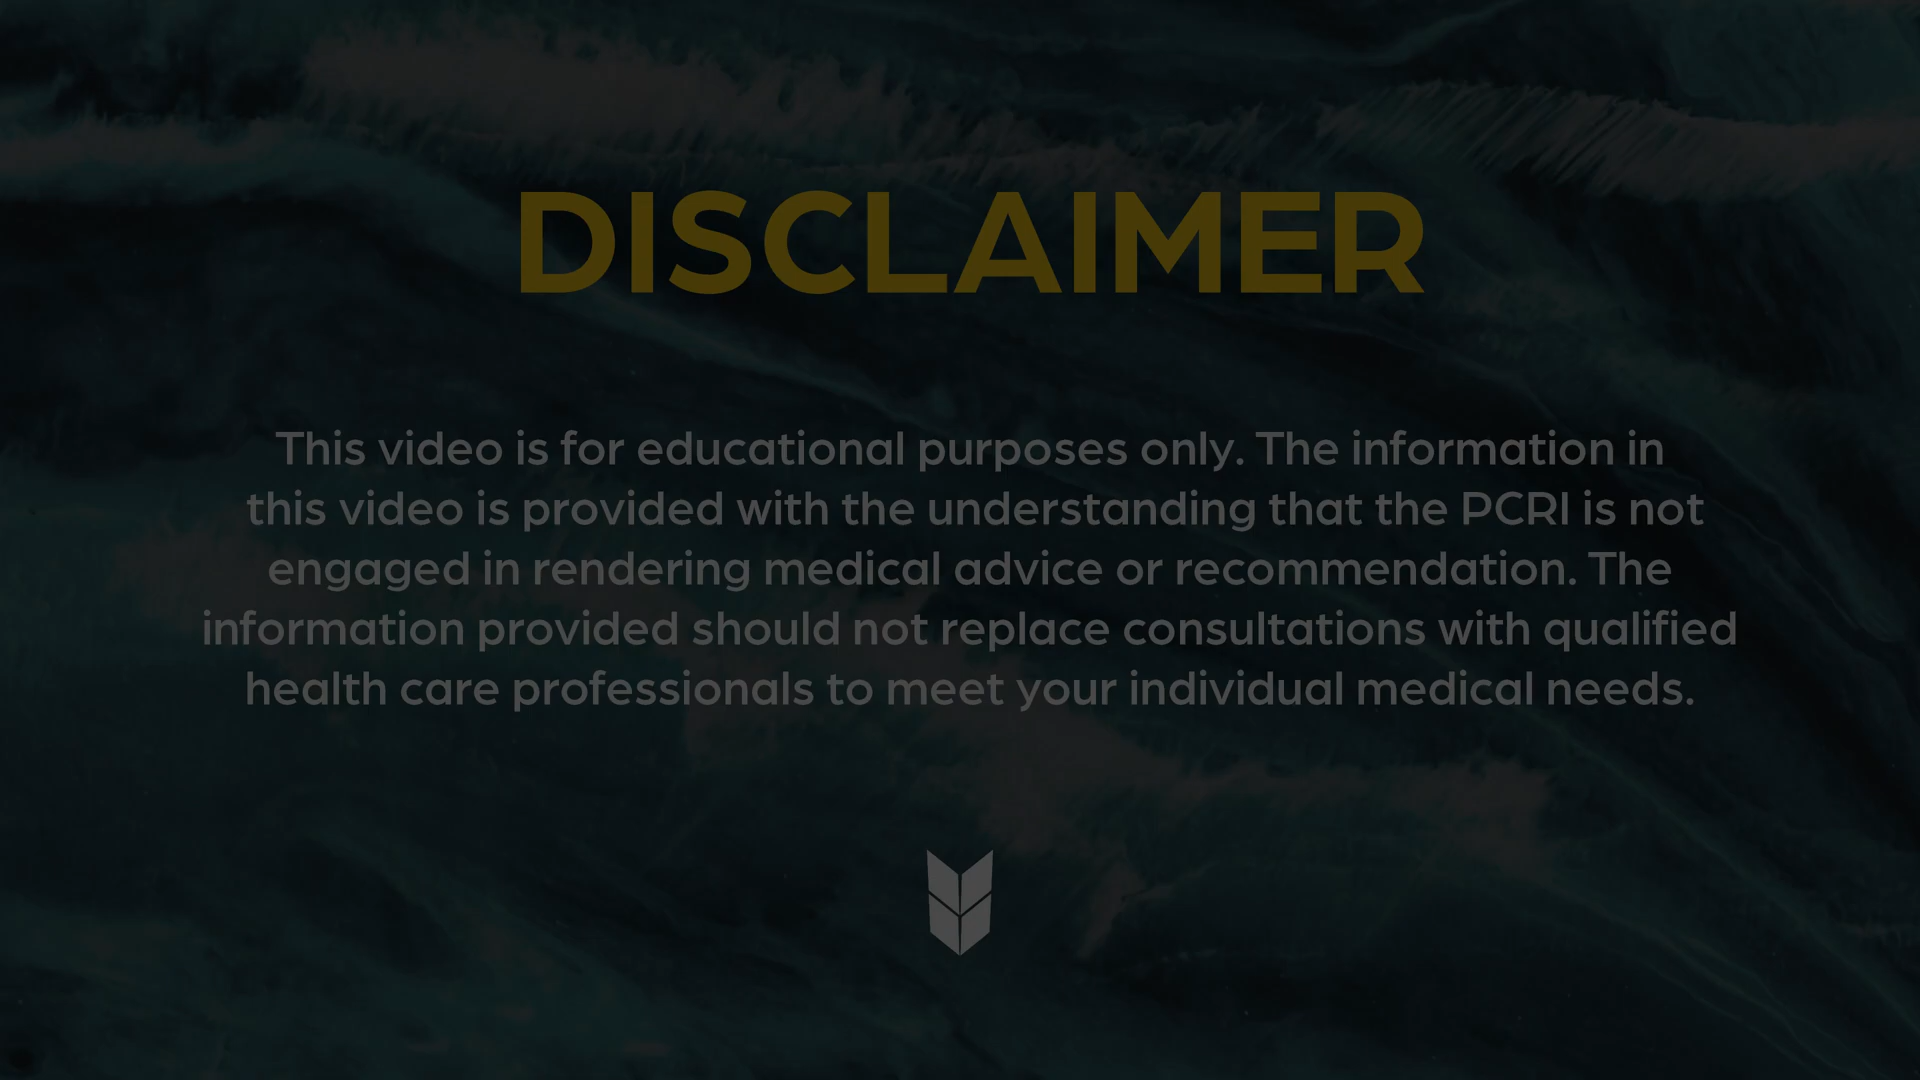 DISCLAIMER
This video is for educational purposes only. The information in
this video is provided with the understanding that the PCRI is not
engaged in rendering medical advice or recommendation. The
information provided should not replace consultations with qualified
health care professionals to meet your individual medical needs.